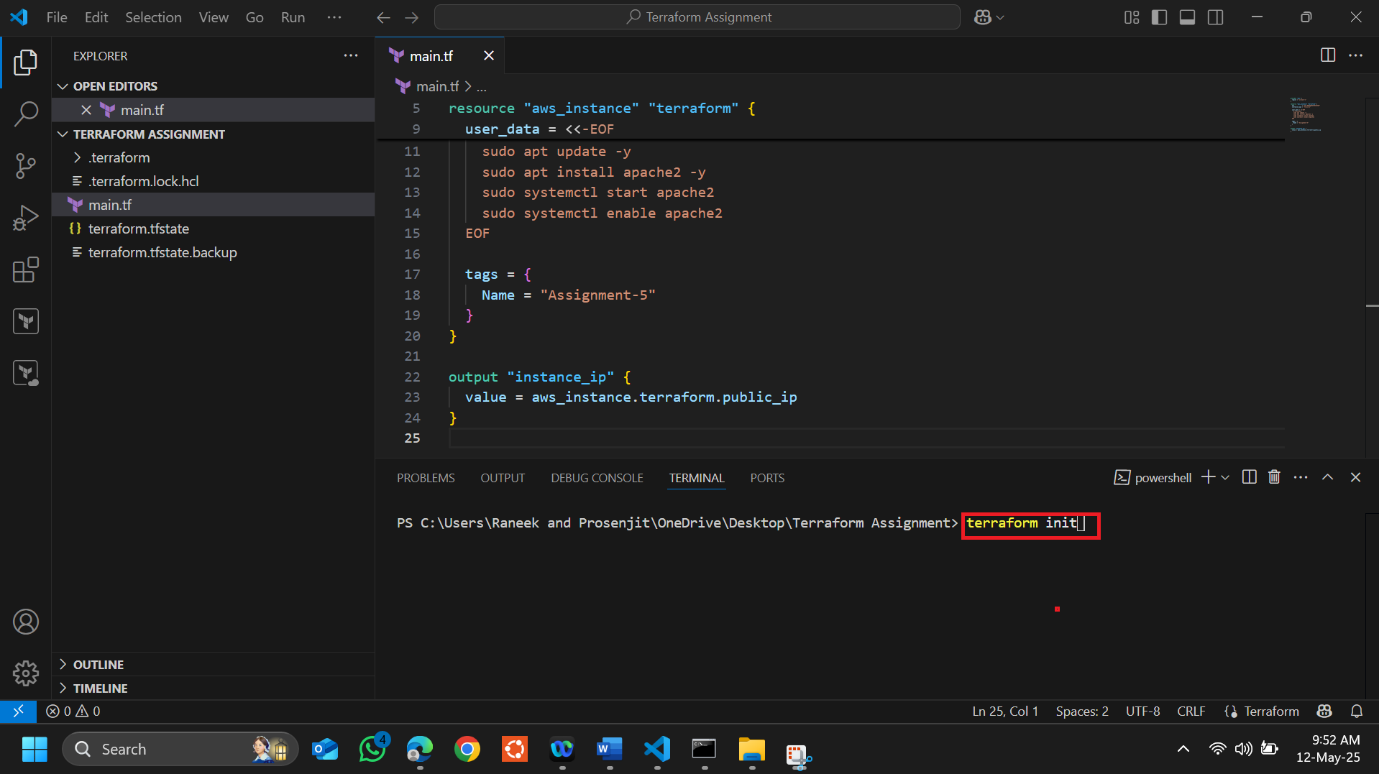 File Edit Selection View Go Run ··· Terraform Assignment
EXPLORER ···
OPEN EDITORS
main.tf
TERRAFORM ASSIGNMENT
.terraform
.terraform.lock.hcl
main.tf
{} terraform.tfstate
terraform.tfstate.backup
OUTLINE
TIMELINE
main.tf
main.tf > ...
5 resource "aws_instance" "terraform" {
9 user_data = <<-EOF
11 sudo apt update -y
12 sudo apt install apache2 -y
13 sudo systemctl start apache2
14 sudo systemctl enable apache2
15 EOF
16
17 tags = {
18 Name = "Assignment-5"
19 }
20 }
21
22 output "instance_ip" {
23 value = aws_instance.terraform.public_ip
24 }
25
PROBLEMS OUTPUT DEBUG CONSOLE TERMINAL PORTS powershell
PS C:\Users\Raneek and Prosenjit\OneDrive\Desktop\Terraform Assignment> terraform init
0 0 Ln 25, Col 1 Spaces: 2 UTF-8 CRLF Terraform
Search 4 9:52 AM
12-May-25